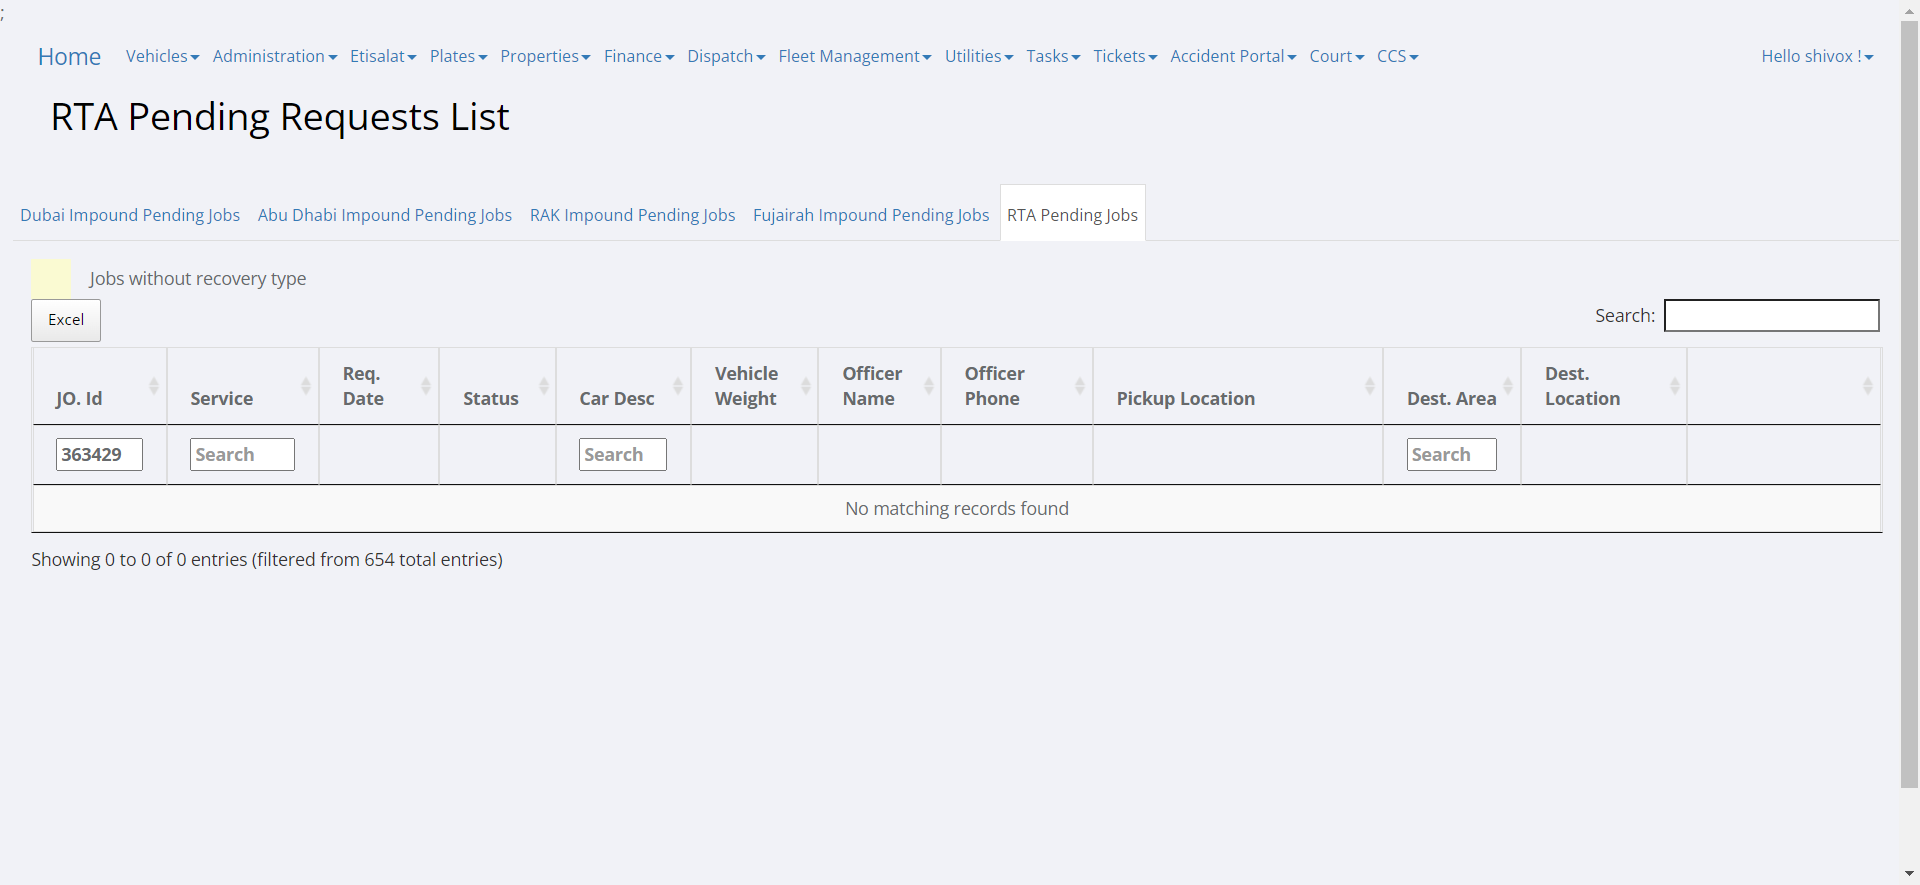 ;
Home Vehicles Administration Etisalat Plates Properties Finance Dispatch Fleet Management Utilities Tasks Tickets Accident Portal Court CCS Hello shivox !
RTA Pending Requests List
Dubai Impound Pending Jobs Abu Dhabi Impound Pending Jobs RAK Impound Pending Jobs Fujairah Impound Pending Jobs RTA Pending Jobs
Jobs without recovery type
Excel Search:
JO. Id Service Req. Date Status Car Desc Vehicle Weight Officer Name Officer Phone Pickup Location Dest. Area Dest. Location
363429 Search Search Search
No matching records found
Showing 0 to 0 of 0 entries (filtered from 654 total entries)